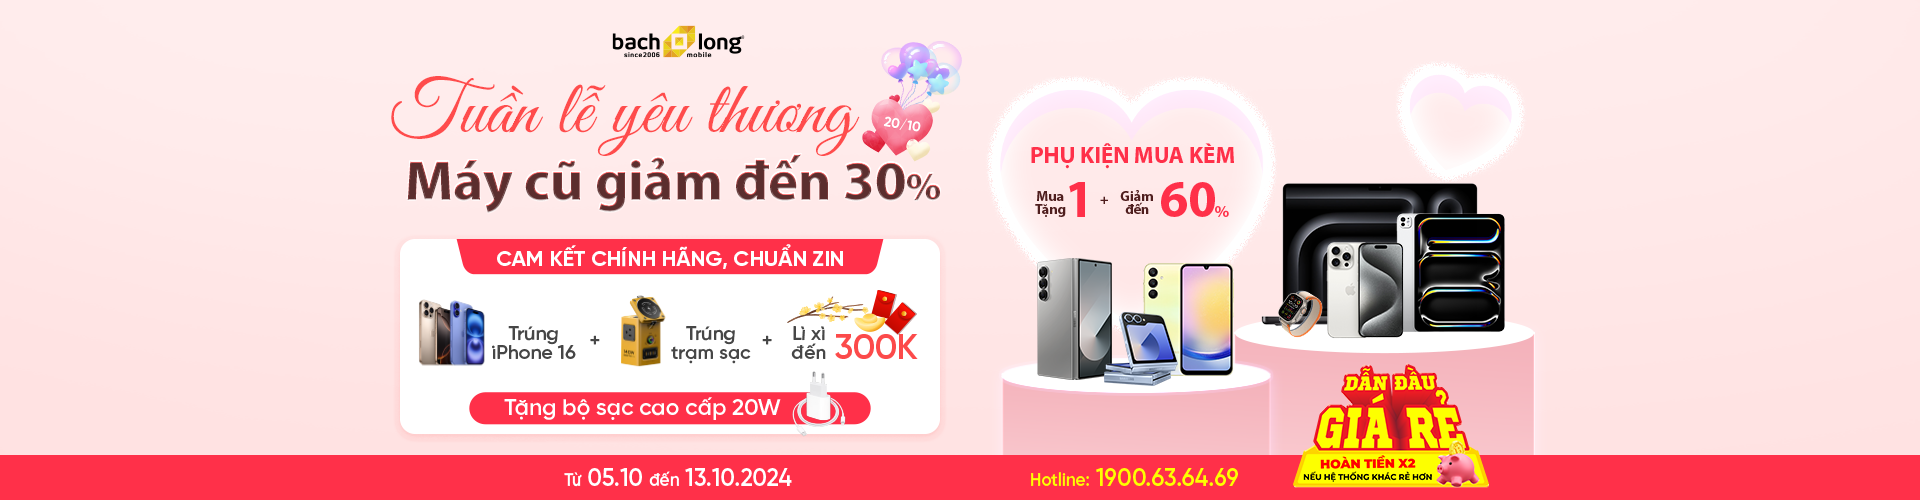 bach long
since2006 mobile
Tuần lễ yêu thương
20/10
Máy cũ giảm đến 30%
CAM KẾT CHÍNH HÃNG, CHUẨN ZIN
Trúng
iPhone 16
+
Trúng
trạm sạc
+
Lì xì
đến 300K
Tặng bộ sạc cao cấp 20W
PHỤ KIỆN MUA KÈM
Mua
Tặng 1 + Giảm
đến 60%
DẪN ĐẦU
GIÁ RẺ
HOÀN TIỀN X2
NẾU HỆ THỐNG KHÁC RẺ HƠN
Từ 05.10 đến 13.10.2024
Hotline: 1900.63.64.69